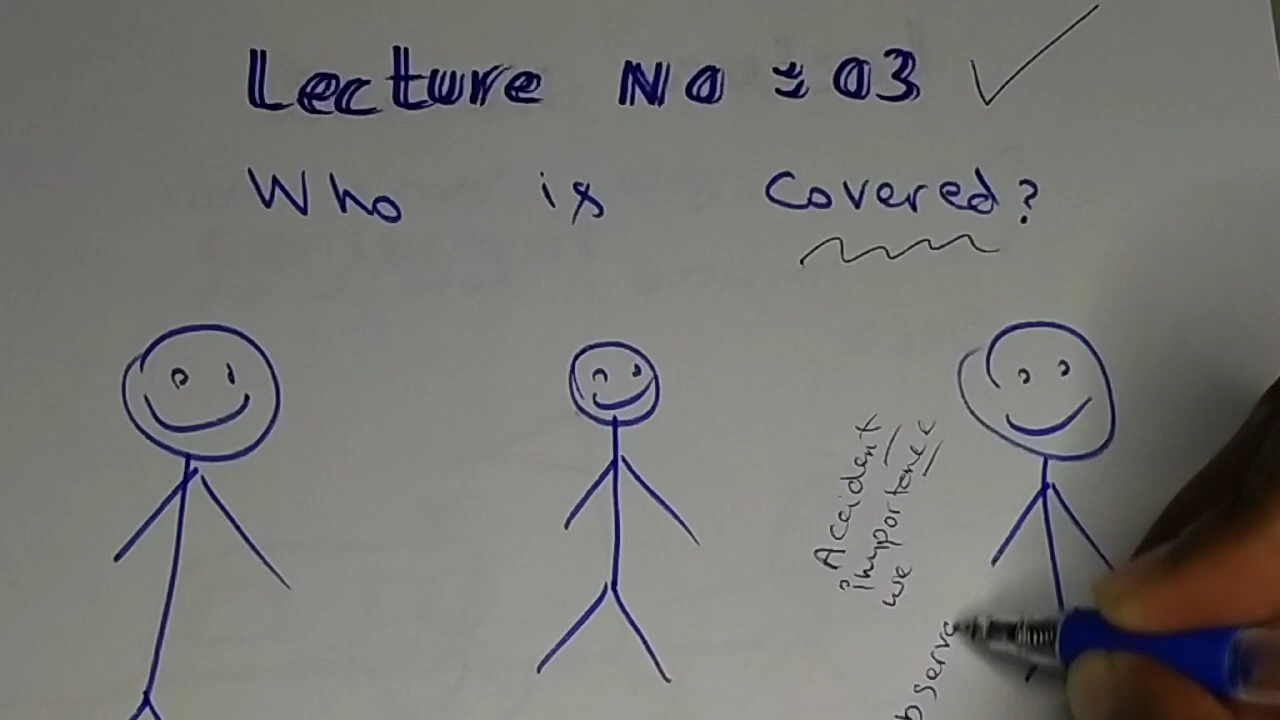 Lecture No = 03
Who is Covered?
Accident
importance
we
bserva